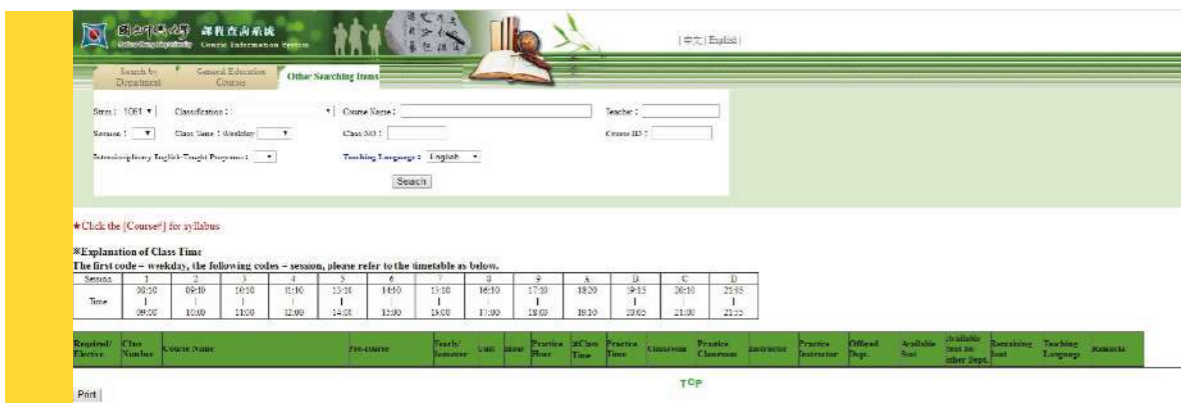 課程查詢系統
Course Information System
| 中文 | English |
Search by Department
General Education Courses
Other Searching Items
1061
Classification :
Course Name :
Teacher :
Session :
Class Time : Weekday
Class NO :
Course ID :
Interdisciplinary English-Taught Programs :
Teaching Language : English
Search
★Click the [Course#] for syllabus
※Explanation of Class Time
The first code – weekday, the following codes – session, please refer to the timetable as below.
Session 1 2 3 4 5 6 7 8 9 A B C D
Time
08:10 09:10 10:10 11:10 13:10 14:10 15:10 16:10 17:10 18:20 19:15 20:10 21:05
09:00 10:00 11:00 12:00 14:00 15:00 16:00 17:00 18:00 19:10 20:05 21:00 21:55
Required/ Elective Class Number Course Name Pre-course Teach/ Semester Unit Hour Practice Hour ※Class Time Practice Time Classroom Practice Classroom Instructor Practice Instructor Offered Dept. Available Seat Available Seat for other Dept. Remaining Seat Teaching Language Remarks
TOP
Print